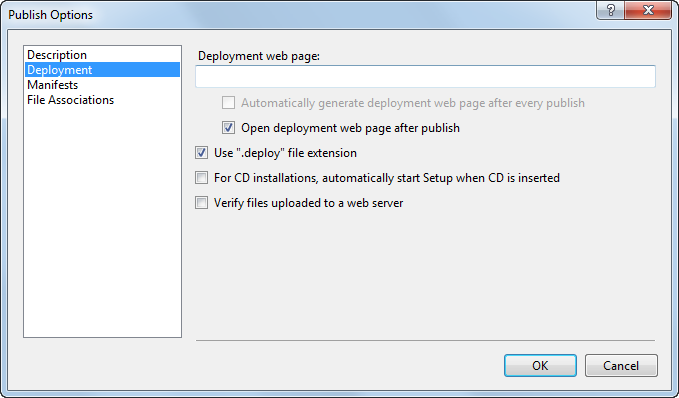 Publish Options
Description
Deployment
Manifests
File Associations
Deployment web page:
Automatically generate deployment web page after every publish
Open deployment web page after publish
Use ".deploy" file extension
For CD installations, automatically start Setup when CD is inserted
Verify files uploaded to a web server
OK
Cancel